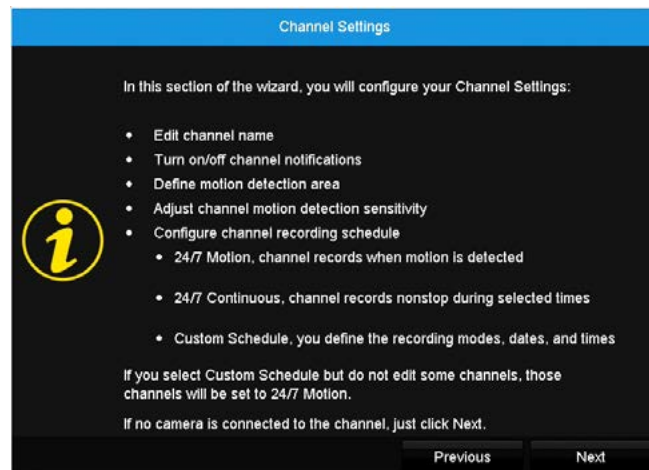 Channel Settings
In this section of the wizard, you will configure your Channel Settings:
• Edit channel name
• Turn on/off channel notifications
• Define motion detection area
• Adjust channel motion detection sensitivity
• Configure channel recording schedule
• 24/7 Motion, channel records when motion is detected
• 24/7 Continuous, channel records nonstop during selected times
• Custom Schedule, you define the recording modes, dates, and times
If you select Custom Schedule but do not edit some channels, those
channels will be set to 24/7 Motion.
If no camera is connected to the channel, just click Next.
Previous Next